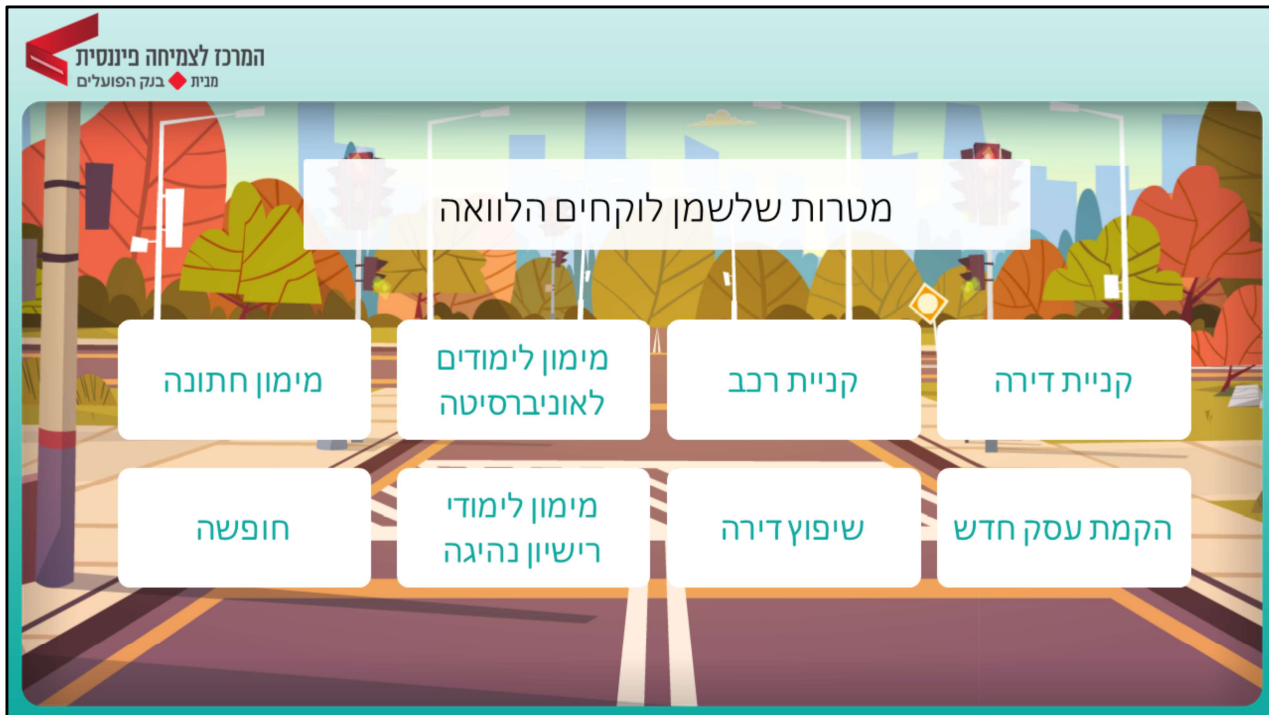 המרכז לצמיחה פיננסית
מבית בנק הפועלים
מטרות שלשמן לוקחים הלוואה
קניית דירה
קניית רכב
מימון לימודים
לאוניברסיטה
מימון חתונה
הקמת עסק חדש
שיפוץ דירה
מימון לימודי
רישיון נהיגה
חופשה